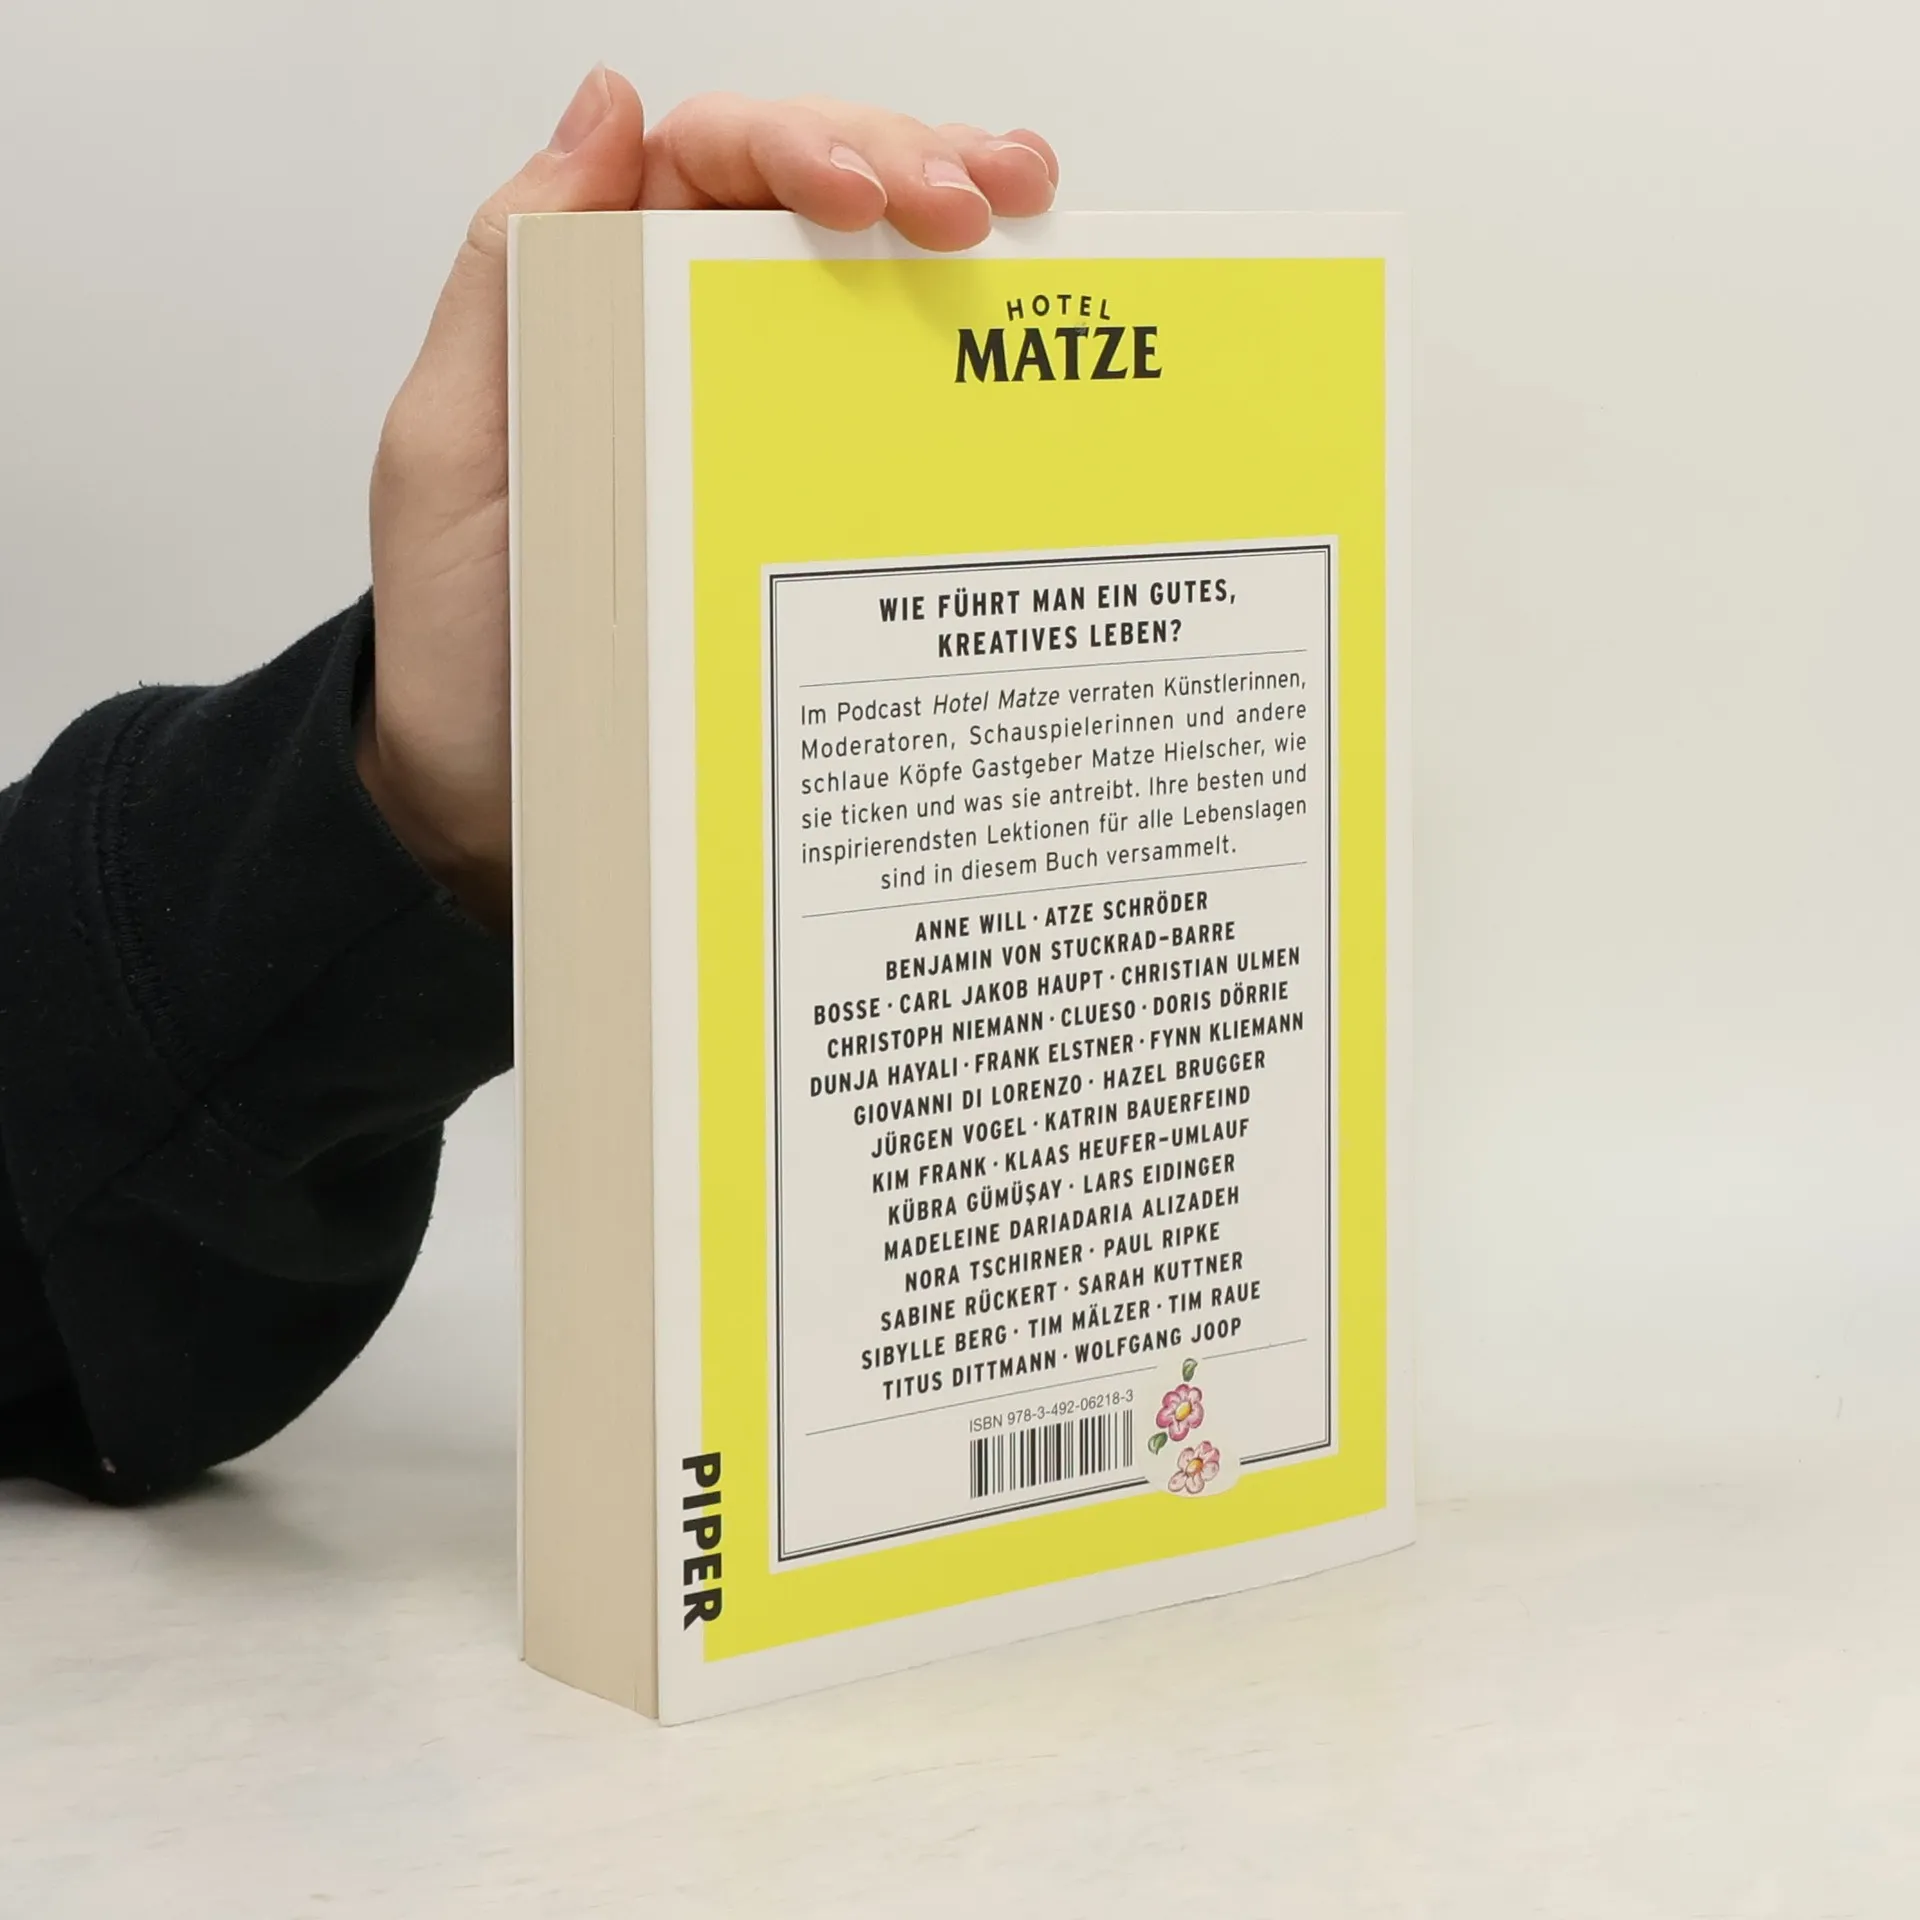 HOTEL
MATZE
WIE FÜHRT MAN EIN GUTES,
KREATIVES LEBEN?
Im Podcast Hotel Matze verraten Künstlerinnen,
Moderatoren, Schauspielerinnen und andere
schlaue Köpfe Gastgeber Matze Hielscher, wie
sie ticken und was sie antreibt. Ihre besten und
inspirierendsten Lektionen für alle Lebenslagen
sind in diesem Buch versammelt.
ANNE WILL · ATZE SCHRÖDER
BENJAMIN VON STUCKRAD-BARRE
BOSSE · CARL JAKOB HAUPT · CHRISTIAN ULMEN
CHRISTOPH NIEMANN · CLUESO · DORIS DÖRRIE
DUNJA HAYALI · FRANK ELSTNER · FYNN KLIEMANN
GIOVANNI DI LORENZO · HAZEL BRUGGER
JÜRGEN VOGEL · KATRIN BAUERFEIND
KIM FRANK · KLAAS HEUFER-UMLAUF
KÜBRA GÜMÜŞAY · LARS EIDINGER
MADELEINE DARIADARIA ALIZADEH
NORA TSCHIRNER · PAUL RIPKE
SABINE RÜCKERT · SARAH KUTTNER
SIBYLLE BERG · TIM MÄLZER · TIM RAUE
TITUS DITTMANN · WOLFGANG JOOP
ISBN 978-3-492-06218-3
PIPER